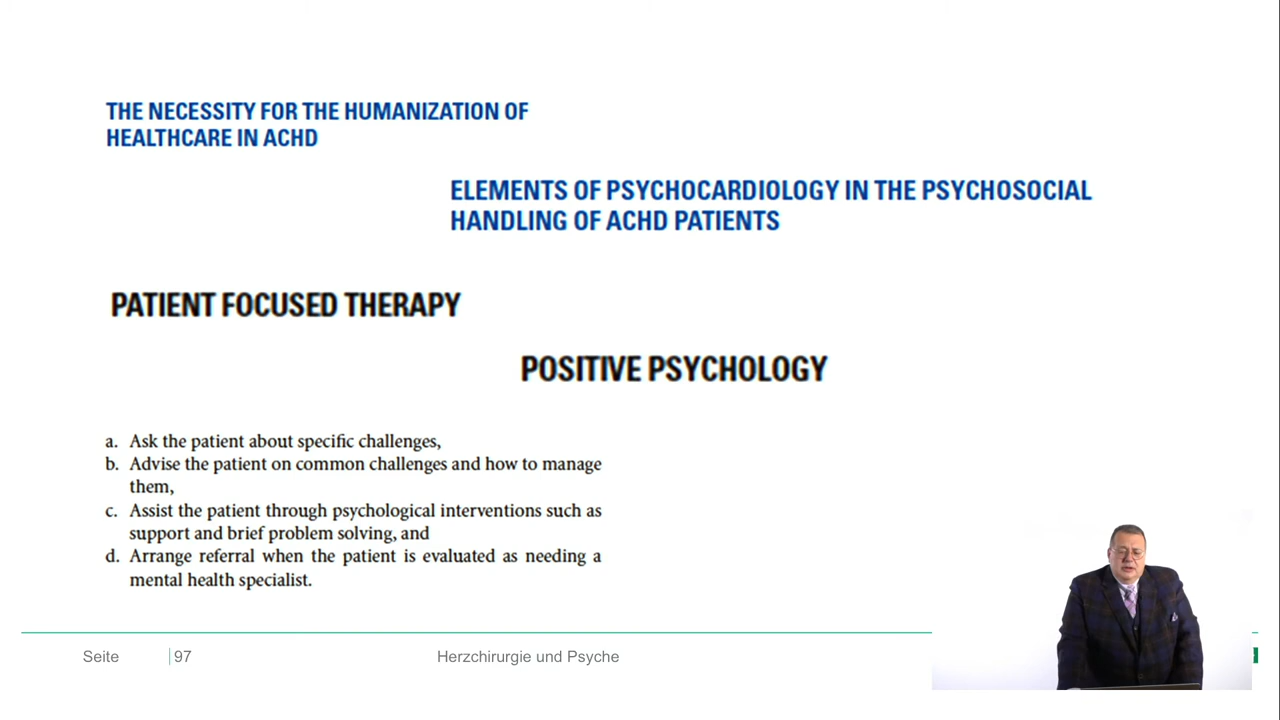 THE NECESSITY FOR THE HUMANIZATION OF
HEALTHCARE IN ACHD
ELEMENTS OF PSYCHOCARDIOLOGY IN THE PSYCHOSOCIAL
HANDLING OF ACHD PATIENTS
PATIENT FOCUSED THERAPY
POSITIVE PSYCHOLOGY
a. Ask the patient about specific challenges,
b. Advise the patient on common challenges and how to manage
them,
c. Assist the patient through psychological interventions such as
support and brief problem solving, and
d. Arrange referral when the patient is evaluated as needing a
mental health specialist.
Seite |97 Herzchirurgie und Psyche